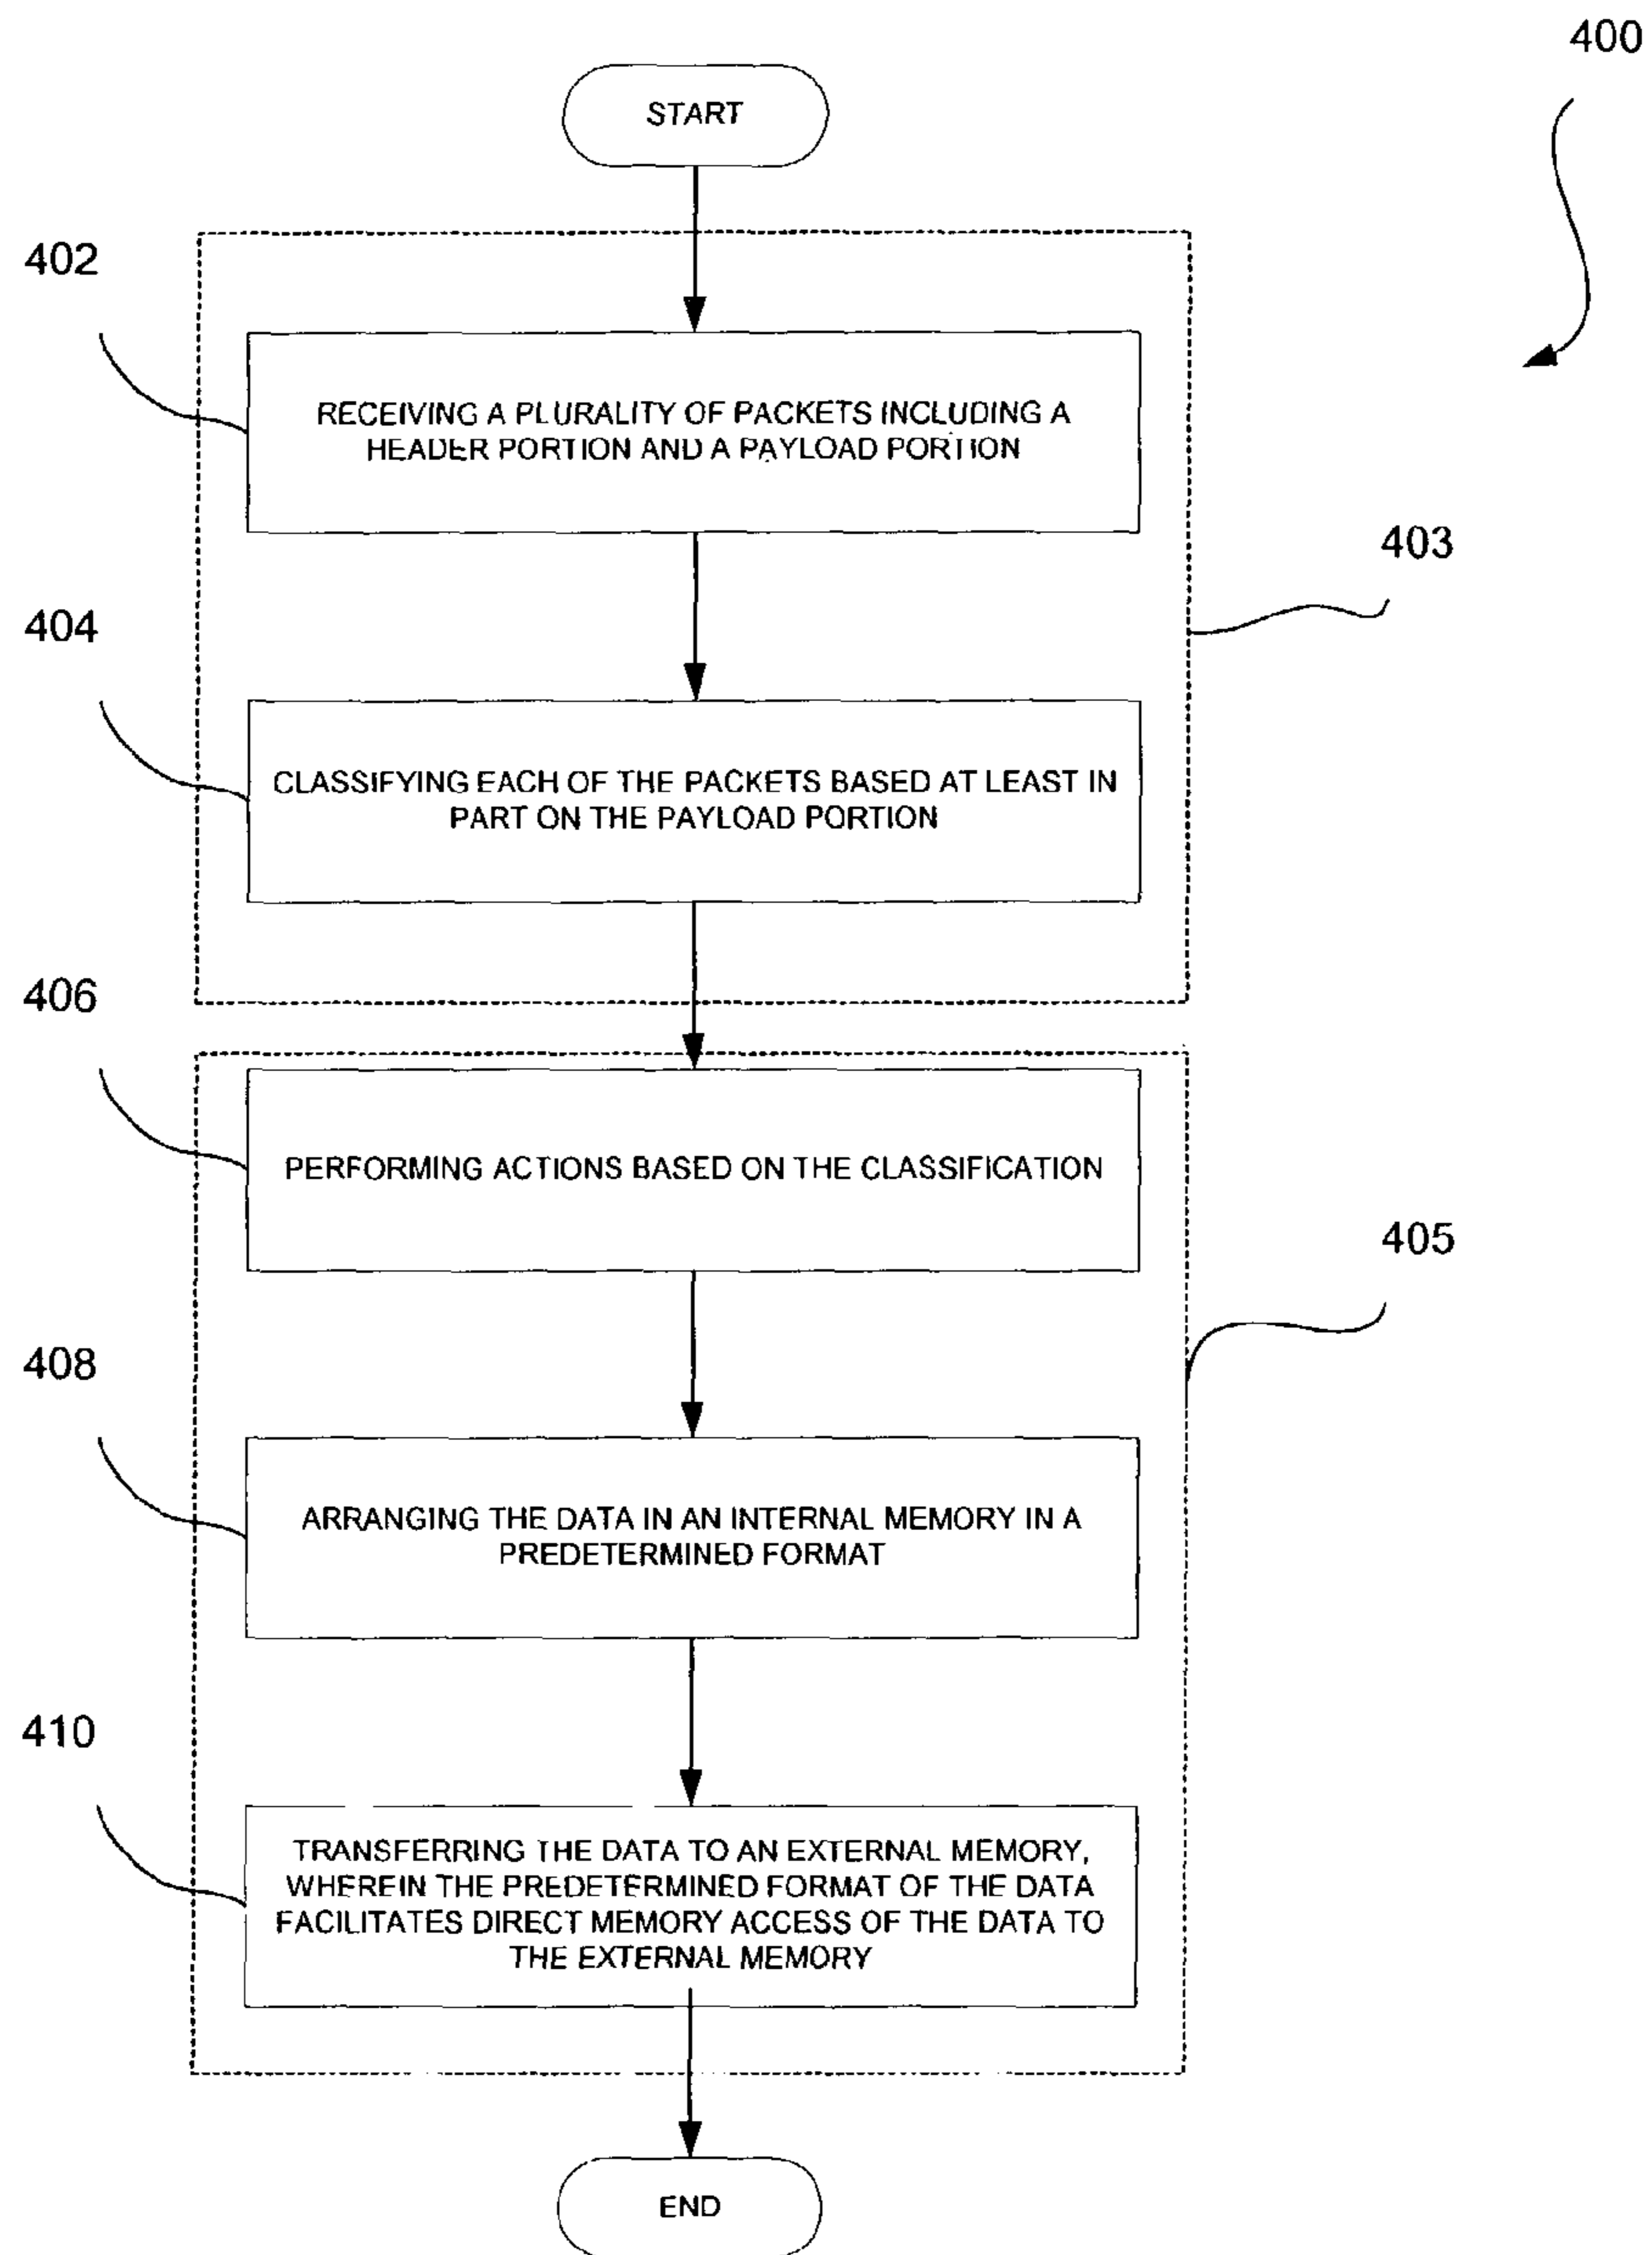 400
START
402
RECEIVING A PLURALITY OF PACKETS INCLUDING A
HEADER PORTION AND A PAYLOAD PORTION
403
404
CLASSIFYING EACH OF THE PACKETS BASED AT LEAST IN
PART ON THE PAYLOAD PORTION
406
PERFORMING ACTIONS BASED ON THE CLASSIFICATION
405
408
ARRANGING THE DATA IN AN INTERNAL MEMORY IN A
PREDETERMINED FORMAT
410
TRANSFERRING THE DATA TO AN EXTERNAL MEMORY,
WHEREIN THE PREDETERMINED FORMAT OF THE DATA
FACILITATES DIRECT MEMORY ACCESS OF THE DATA TO
THE EXTERNAL MEMORY
END